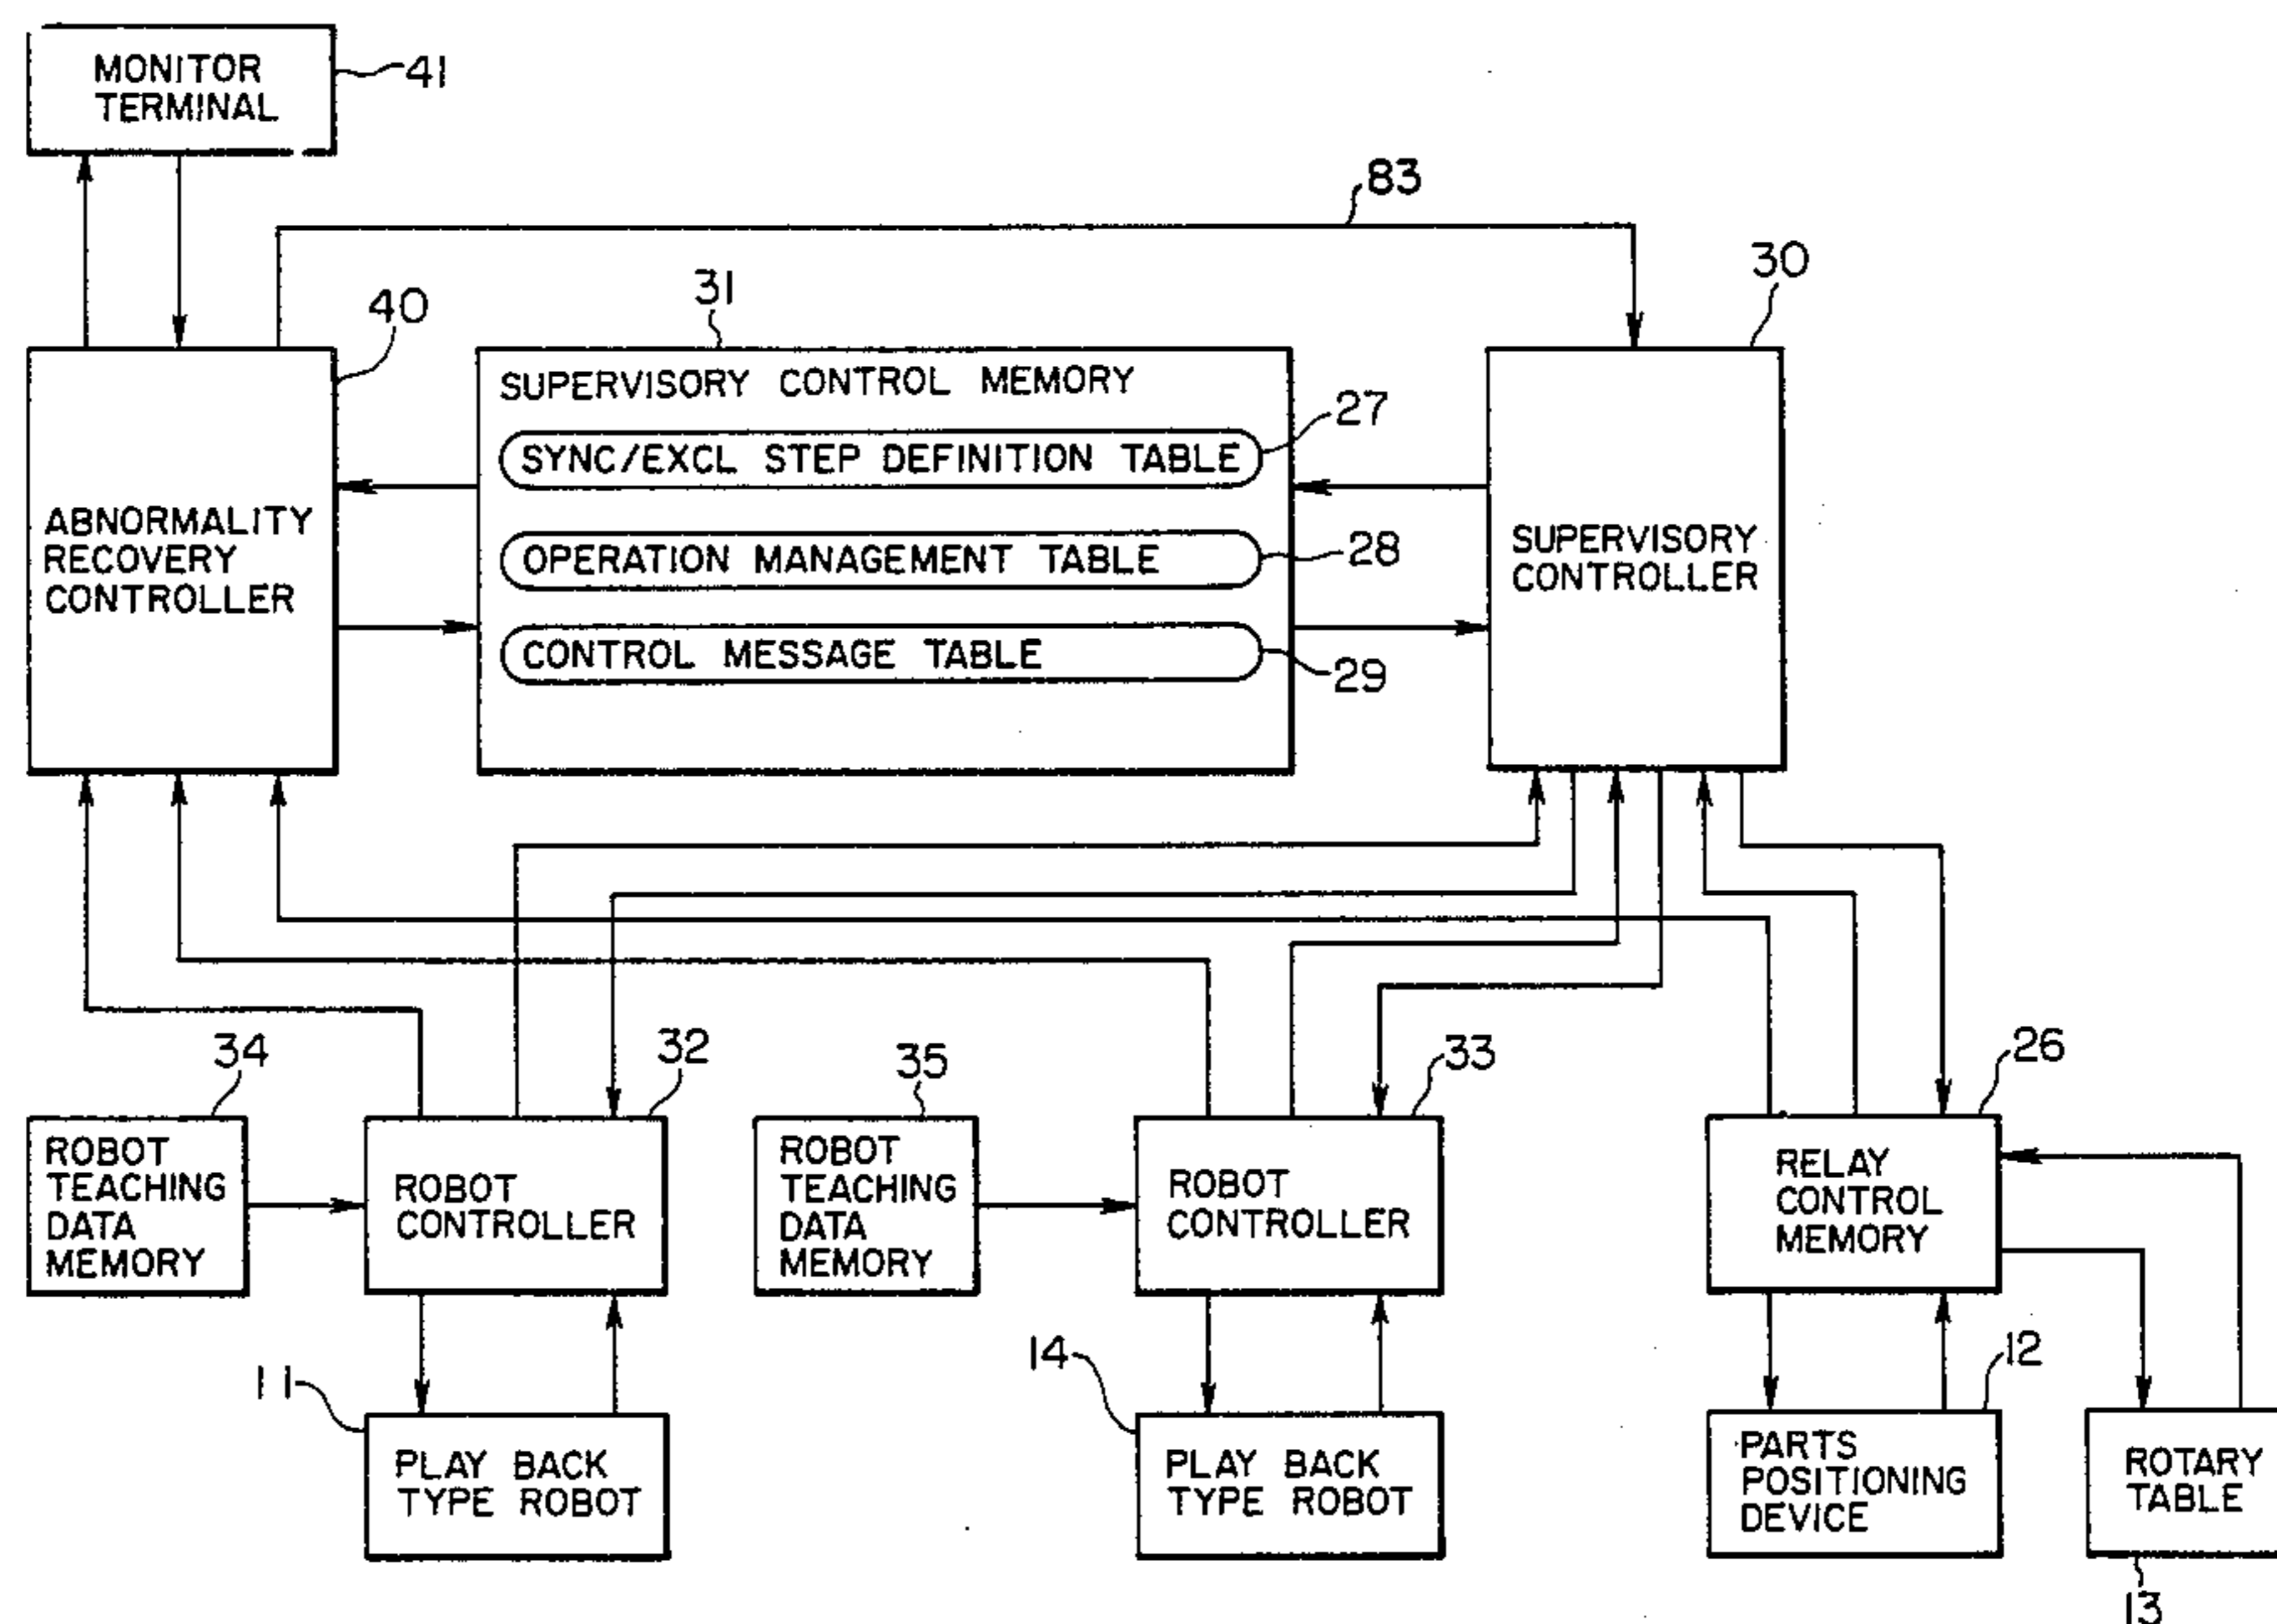 MONITOR
TERMINAL
41
83
30
31
40
SUPERVISORY CONTROL MEMORY
27
SYNC/EXCL STEP DEFINITION TABLE
ABNORMALITY
RECOVERY
CONTROLLER
OPERATION MANAGEMENT TABLE
28
SUPERVISORY
CONTROLLER
CONTROL MESSAGE TABLE
29
34
32
35
33
26
ROBOT
TEACHING
DATA
MEMORY
ROBOT
CONTROLLER
ROBOT
TEACHING
DATA
MEMORY
ROBOT
CONTROLLER
RELAY
CONTROL
MEMORY
11
14
12
PLAY BACK
TYPE ROBOT
PLAY BACK
TYPE ROBOT
PARTS
POSITIONING
DEVICE
ROTARY
TABLE
13